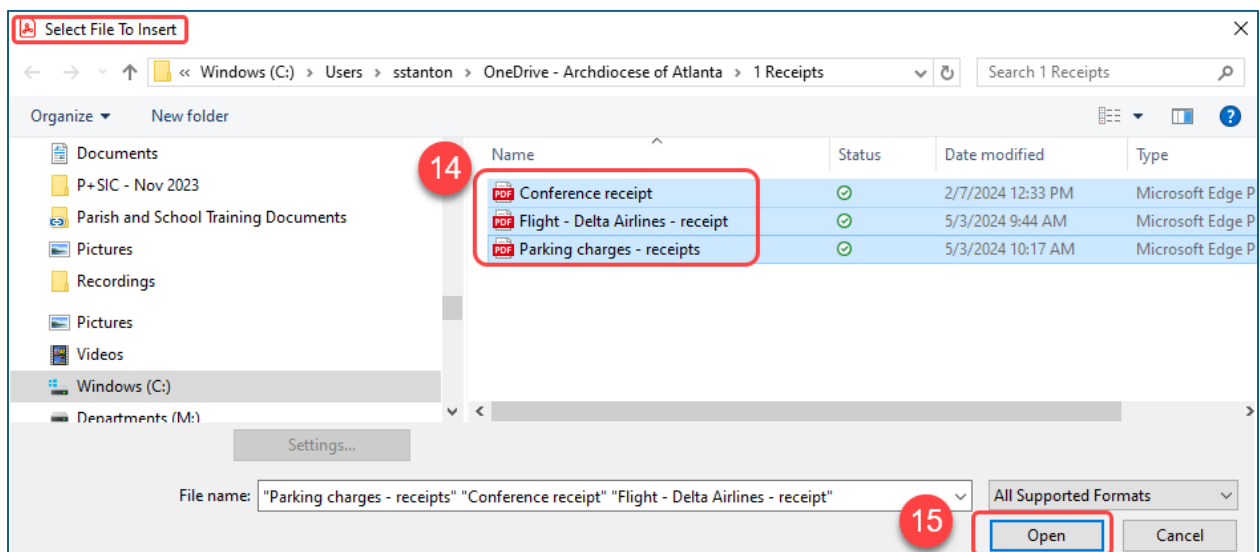 Select File To Insert
« Windows (C:) › Users › sstanton › OneDrive - Archdiocese of Atlanta › 1 Receipts
Search 1 Receipts
Organize
New folder
Documents
P+SIC - Nov 2023
Parish and School Training Documents
Pictures
Recordings
Pictures
Videos
Windows (C:)
Departments (M:)
14
Name Status Date modified Type
PDF Conference receipt 2/7/2024 12:33 PM Microsoft Edge P
PDF Flight - Delta Airlines - receipt 5/3/2024 9:44 AM Microsoft Edge P
PDF Parking charges - receipts 5/3/2024 10:17 AM Microsoft Edge P
Settings...
File name: "Parking charges - receipts" "Conference receipt" "Flight - Delta Airlines - receipt"
All Supported Formats
15
Open
Cancel